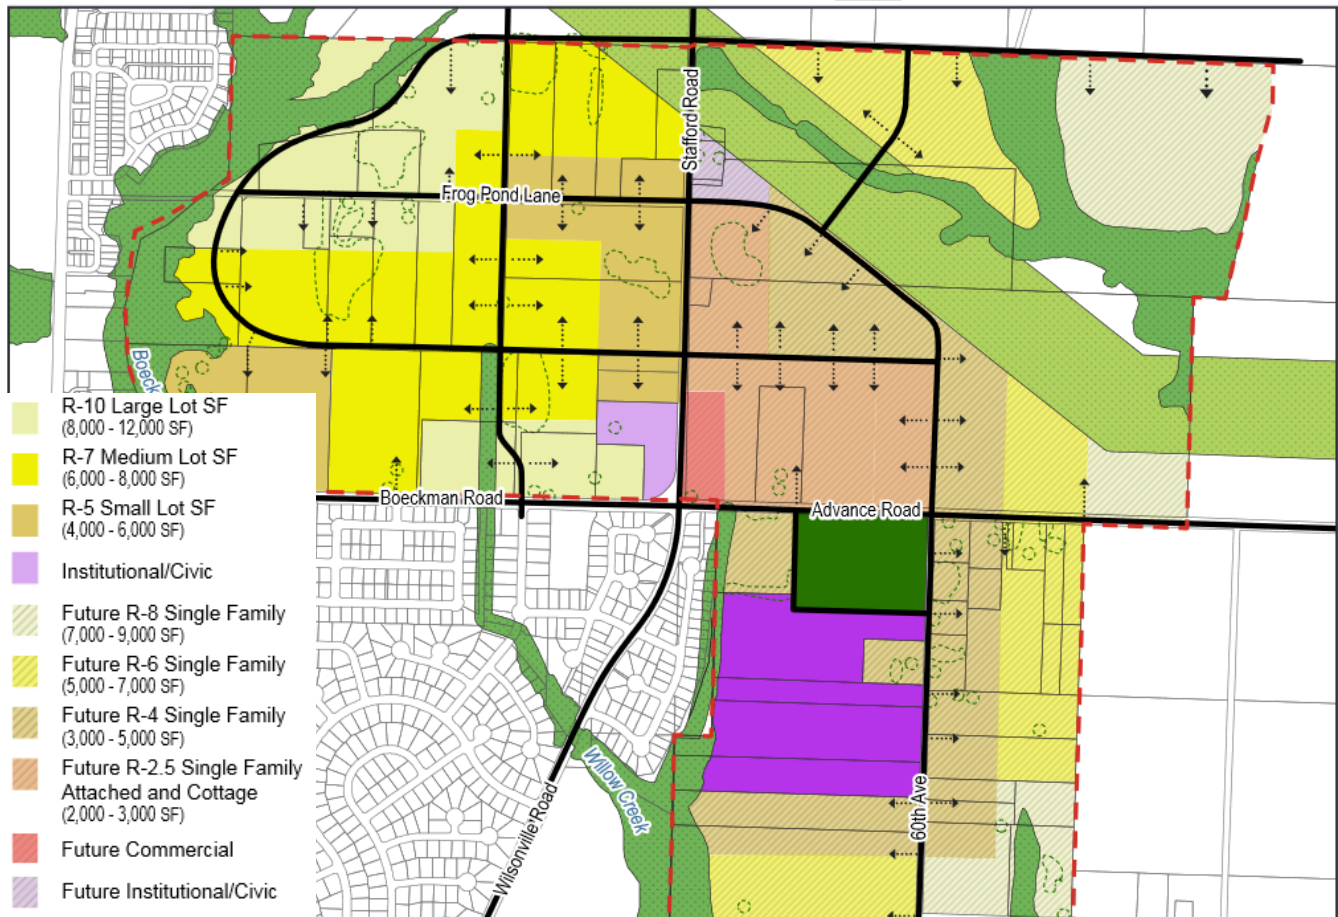 Stafford Road
Frog Pond Lane
Boeck
R-10 Large Lot SF
(8,000 - 12,000 SF)
R-7 Medium Lot SF
(6,000 - 8,000 SF)
R-5 Small Lot SF
(4,000 - 6,000 SF)
Institutional/Civic
Future R-8 Single Family
(7,000 - 9,000 SF)
Future R-6 Single Family
(5,000 - 7,000 SF)
Future R-4 Single Family
(3,000 - 5,000 SF)
Future R-2.5 Single Family
Attached and Cottage
(2,000 - 3,000 SF)
Future Commercial
Future Institutional/Civic
Boeckman Road
Advance Road
Willow Creek
Wilsonville Road
60th Ave